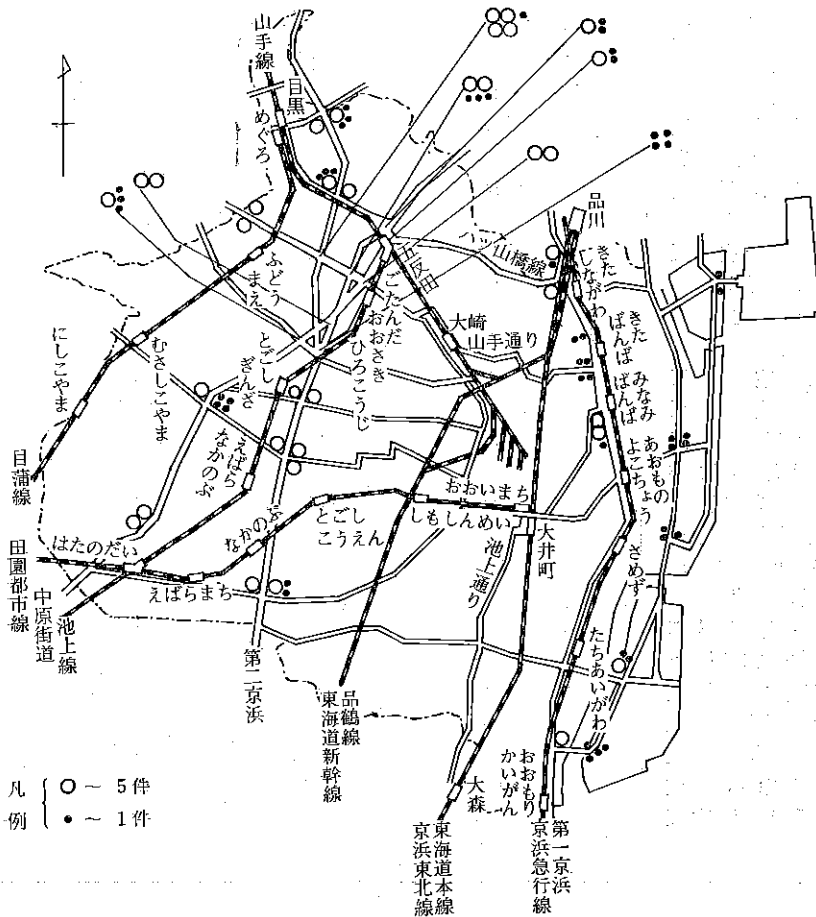 山手線
目黒
めぐろ
品川
五反田
ごたんだ
八ッ山橋線
きた
しながわ
きた
ばんば
みなみ
ばんば
大崎
山手通り
おおさき
ひろこうじ
ふどう
まえ
むさしこやま
にしこやま
とごし
ぎんざ
えばら
なかのぶ
なかのぶ
とごし
こうえん
しもしんめい
おおいまち
大井町
あおもの
よこちょう
さめず
たちあいがわ
池上通り
はたのだい
えばらまち
目蒲線
田園都市線
中原街道
池上線
第二京浜
品鶴線
東海道新幹線
大森
おおもり
かいがん
東海道本線
京浜東北線
第一京浜
京浜急行線
凡例
○ ～ 5件
● ～ 1件